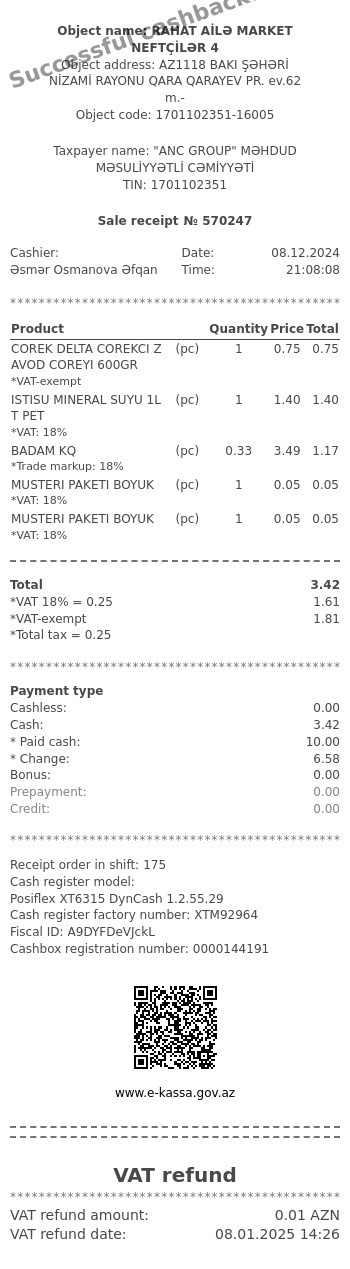 Successful cashback
Object name: RAHAT AİLƏ MARKET
NEFTÇİLƏR 4
Object address: AZ1118 BAKI ŞƏHƏRİ
NİZAMİ RAYONU QARA QARAYEV PR. ev.62
m.-
Object code: 1701102351-16005
Taxpayer name: "ANC GROUP" MƏHDUD
MƏSULİYYƏTLİ CƏMİYYƏTİ
TIN: 1701102351
Sale receipt № 570247
Cashier: Date: 08.12.2024
Əsmər Osmanova Əfqan Time: 21:08:08
************************************************
Product Quantity Price Total
COREK DELTA COREKCI Z (pc) 1 0.75 0.75
AVOD COREYI 600GR
*VAT-exempt
ISTISU MINERAL SUYU 1L (pc) 1 1.40 1.40
T PET
*VAT: 18%
BADAM KQ (pc) 0.33 3.49 1.17
*Trade markup: 18%
MUSTERI PAKETI BOYUK (pc) 1 0.05 0.05
*VAT: 18%
MUSTERI PAKETI BOYUK (pc) 1 0.05 0.05
*VAT: 18%
Total 3.42
*VAT 18% = 0.25 1.61
*VAT-exempt 1.81
*Total tax = 0.25
************************************************
Payment type
Cashless: 0.00
Cash: 3.42
* Paid cash: 10.00
* Change: 6.58
Bonus: 0.00
Prepayment: 0.00
Credit: 0.00
************************************************
Receipt order in shift: 175
Cash register model:
Posiflex XT6315 DynCash 1.2.55.29
Cash register factory number: XTM92964
Fiscal ID: A9DYFDeVJckL
Cashbox registration number: 0000144191
www.e-kassa.gov.az
VAT refund
************************************************
VAT refund amount: 0.01 AZN
VAT refund date: 08.01.2025 14:26